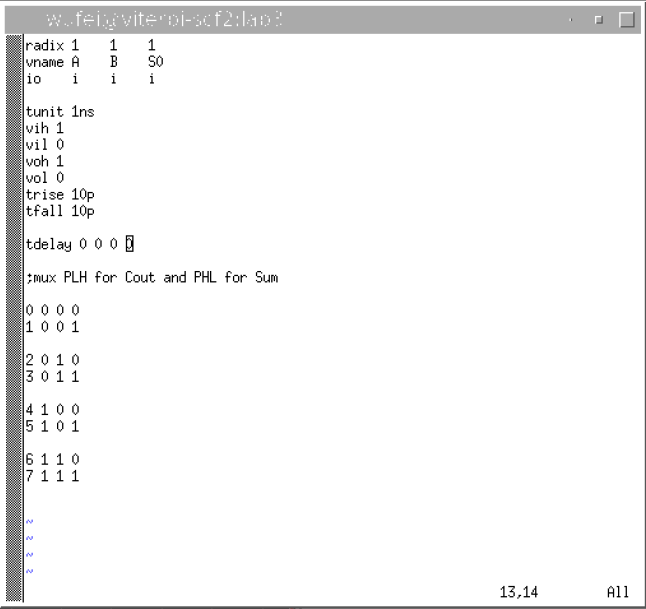 wufei@viterbi-scf2:lab3
radix 1 1 1
vname A B S0
io i i i
tunit 1ns
vih 1
vil 0
voh 1
vol 0
trise 10p
tfall 10p
tdelay 0 0 0 0
;mux PLH for Cout and PHL for Sum
0 0 0 0
1 0 0 1
2 0 1 0
3 0 1 1
4 1 0 0
5 1 0 1
6 1 1 0
7 1 1 1
~
~
~
~
13,14 All